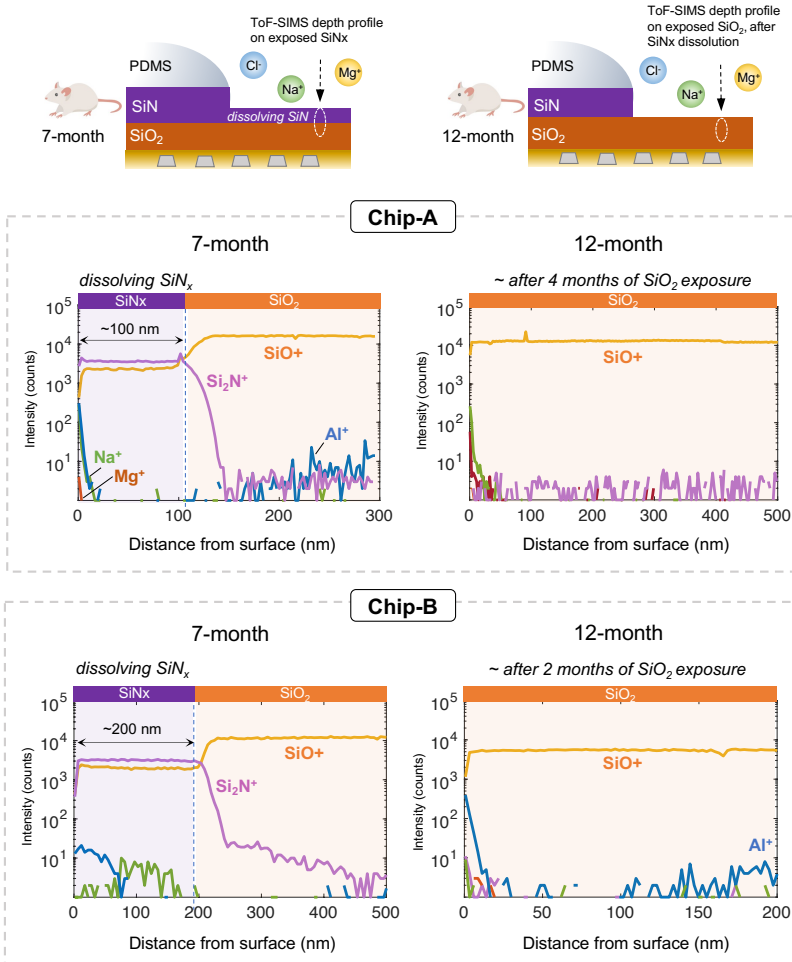 ToF-SIMS depth profile
on exposed SiNx
PDMS
Cl-
Na+
Mg+
SiN
dissolving SiN
SiO2
7-month
ToF-SIMS depth profile
on exposed SiO2, after
SiNx dissolution
PDMS
Cl-
Na+
Mg+
SiN
SiO2
12-month
Chip-A
7-month
dissolving SiNx
SiNx
SiO2
~100 nm
SiO+
Si2N+
Al+
Na+
Mg+
10^5
10^4
10^3
10^2
10^1
Intensity (counts)
0
100
200
300
Distance from surface (nm)
12-month
~ after 4 months of SiO2 exposure
SiO2
SiO+
10^5
10^4
10^3
10^2
10^1
Intensity (counts)
0
100
200
300
400
500
Distance from surface (nm)
Chip-B
7-month
dissolving SiNx
SiNx
SiO2
~200 nm
SiO+
Si2N+
10^5
10^4
10^3
10^2
10^1
Intensity (counts)
0
100
200
300
400
500
Distance from surface (nm)
12-month
~ after 2 months of SiO2 exposure
SiO2
SiO+
Al+
10^5
10^4
10^3
10^2
10^1
Intensity (counts)
0
50
100
150
200
Distance from surface (nm)